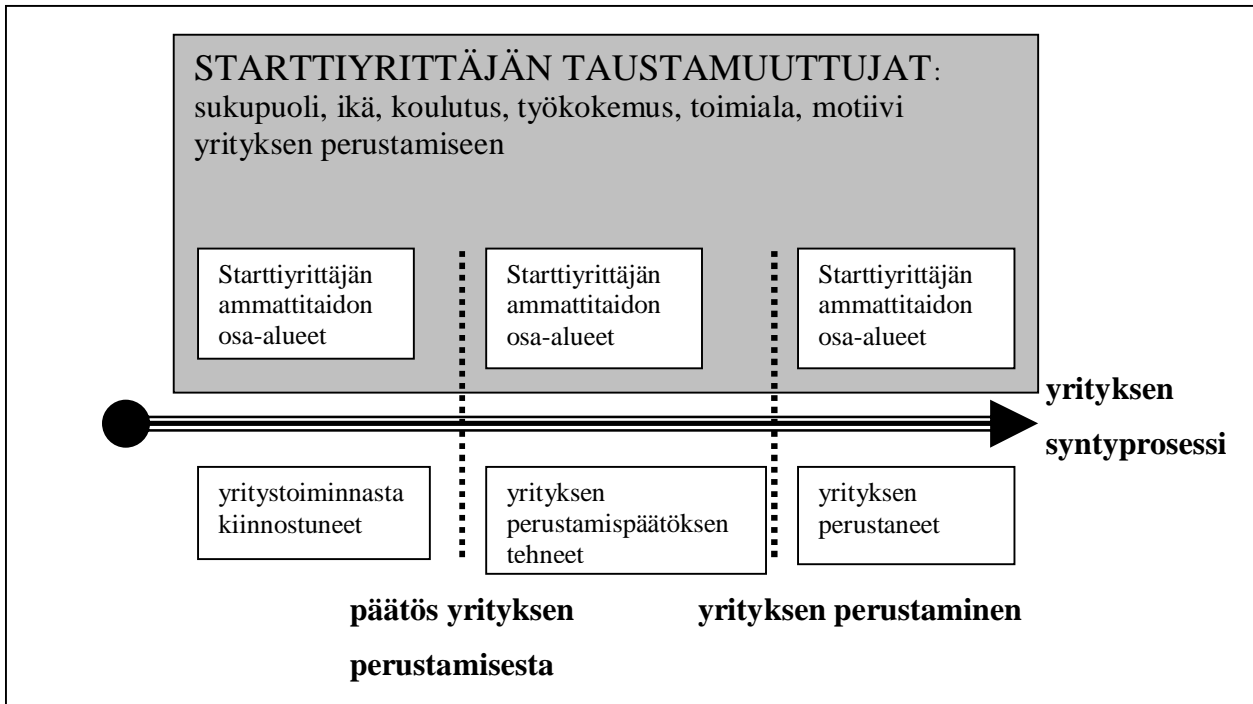 STARTTIYRITTÄJÄN TAUSTAMUUTTUJAT:
sukupuoli, ikä, koulutus, työkokemus, toimiala, motiivi
yrityksen perustamiseen
Starttiyrittäjän
ammattitaidon
osa-alueet
Starttiyrittäjän
ammattitaidon
osa-alueet
Starttiyrittäjän
ammattitaidon
osa-alueet
yrityksen
syntyprosessi
yritystoiminnasta
kiinnostuneet
yrityksen
perustamispäätöksen
tehneet
yrityksen
perustaneet
päätös yrityksen
perustamisesta
yrityksen perustaminen